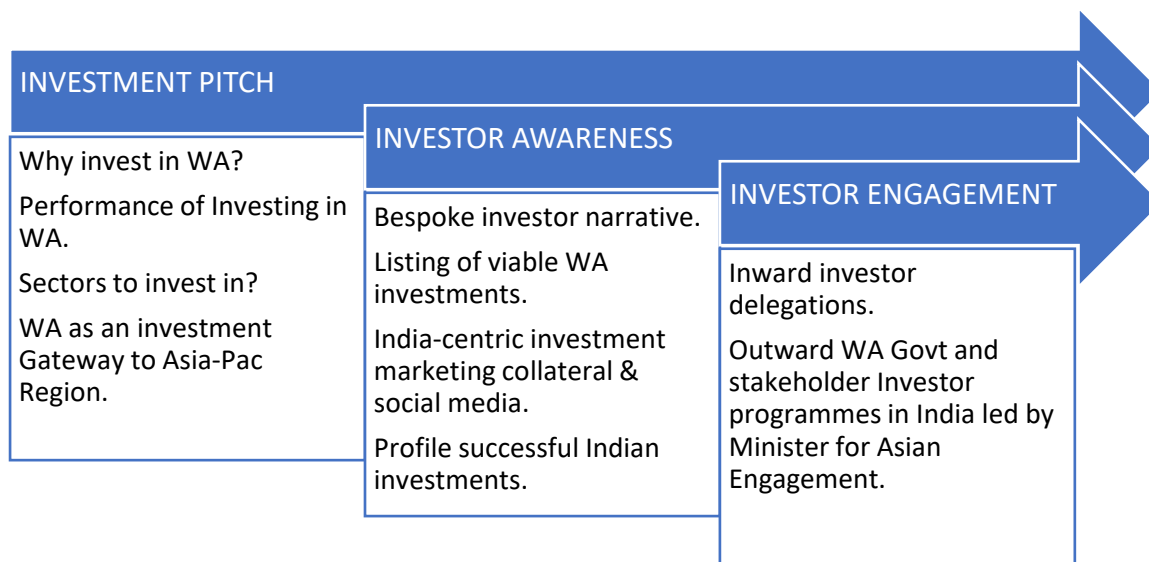 INVESTMENT PITCH
Why invest in WA?
Performance of Investing in
WA.
Sectors to invest in?
WA as an investment
Gateway to Asia-Pac
Region.
INVESTOR AWARENESS
Bespoke investor narrative.
Listing of viable WA
investments.
India-centric investment
marketing collateral &
social media.
Profile successful Indian
investments.
INVESTOR ENGAGEMENT
Inward investor
delegations.
Outward WA Govt and
stakeholder Investor
programmes in India led by
Minister for Asian
Engagement.